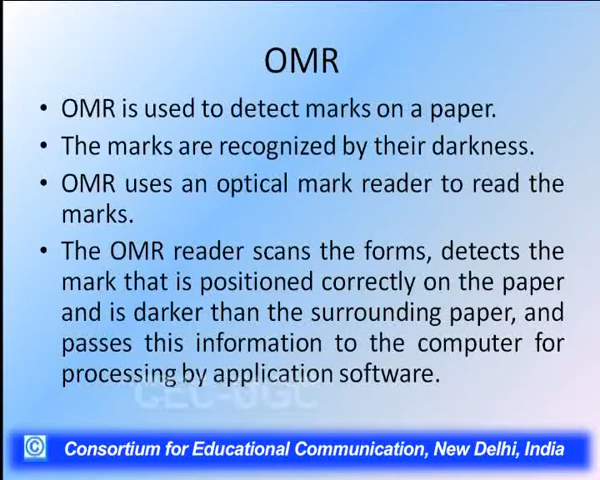 OMR
• OMR is used to detect marks on a paper.
• The marks are recognized by their darkness.
• OMR uses an optical mark reader to read the
marks.
• The OMR reader scans the forms, detects the
mark that is positioned correctly on the paper
and is darker than the surrounding paper, and
passes this information to the computer for
processing by application software.
CEC-UGC
© Consortium for Educational Communication, New Delhi, India